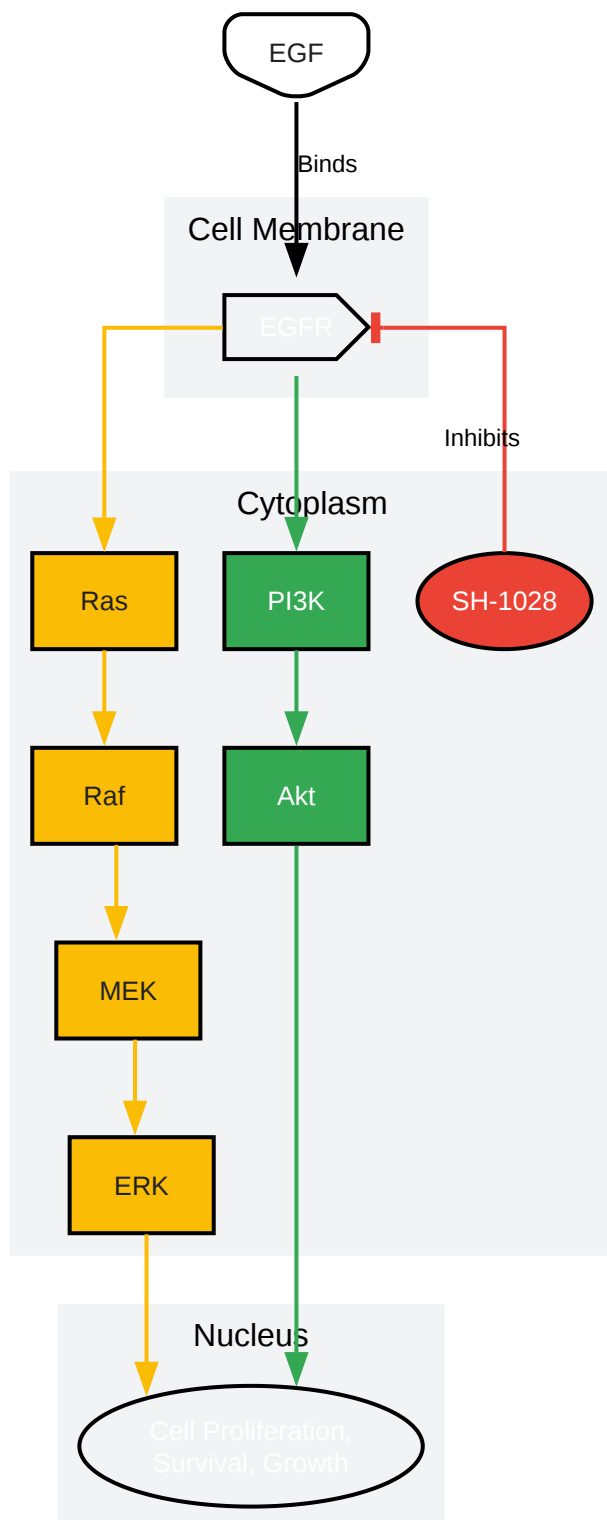 EGF
Binds
Cell Membrane
EGFR
Inhibits
Cytoplasm
Ras
PI3K
SH-1028
Raf
Akt
MEK
ERK
Nucleus
Cell Proliferation,
Survival, Growth